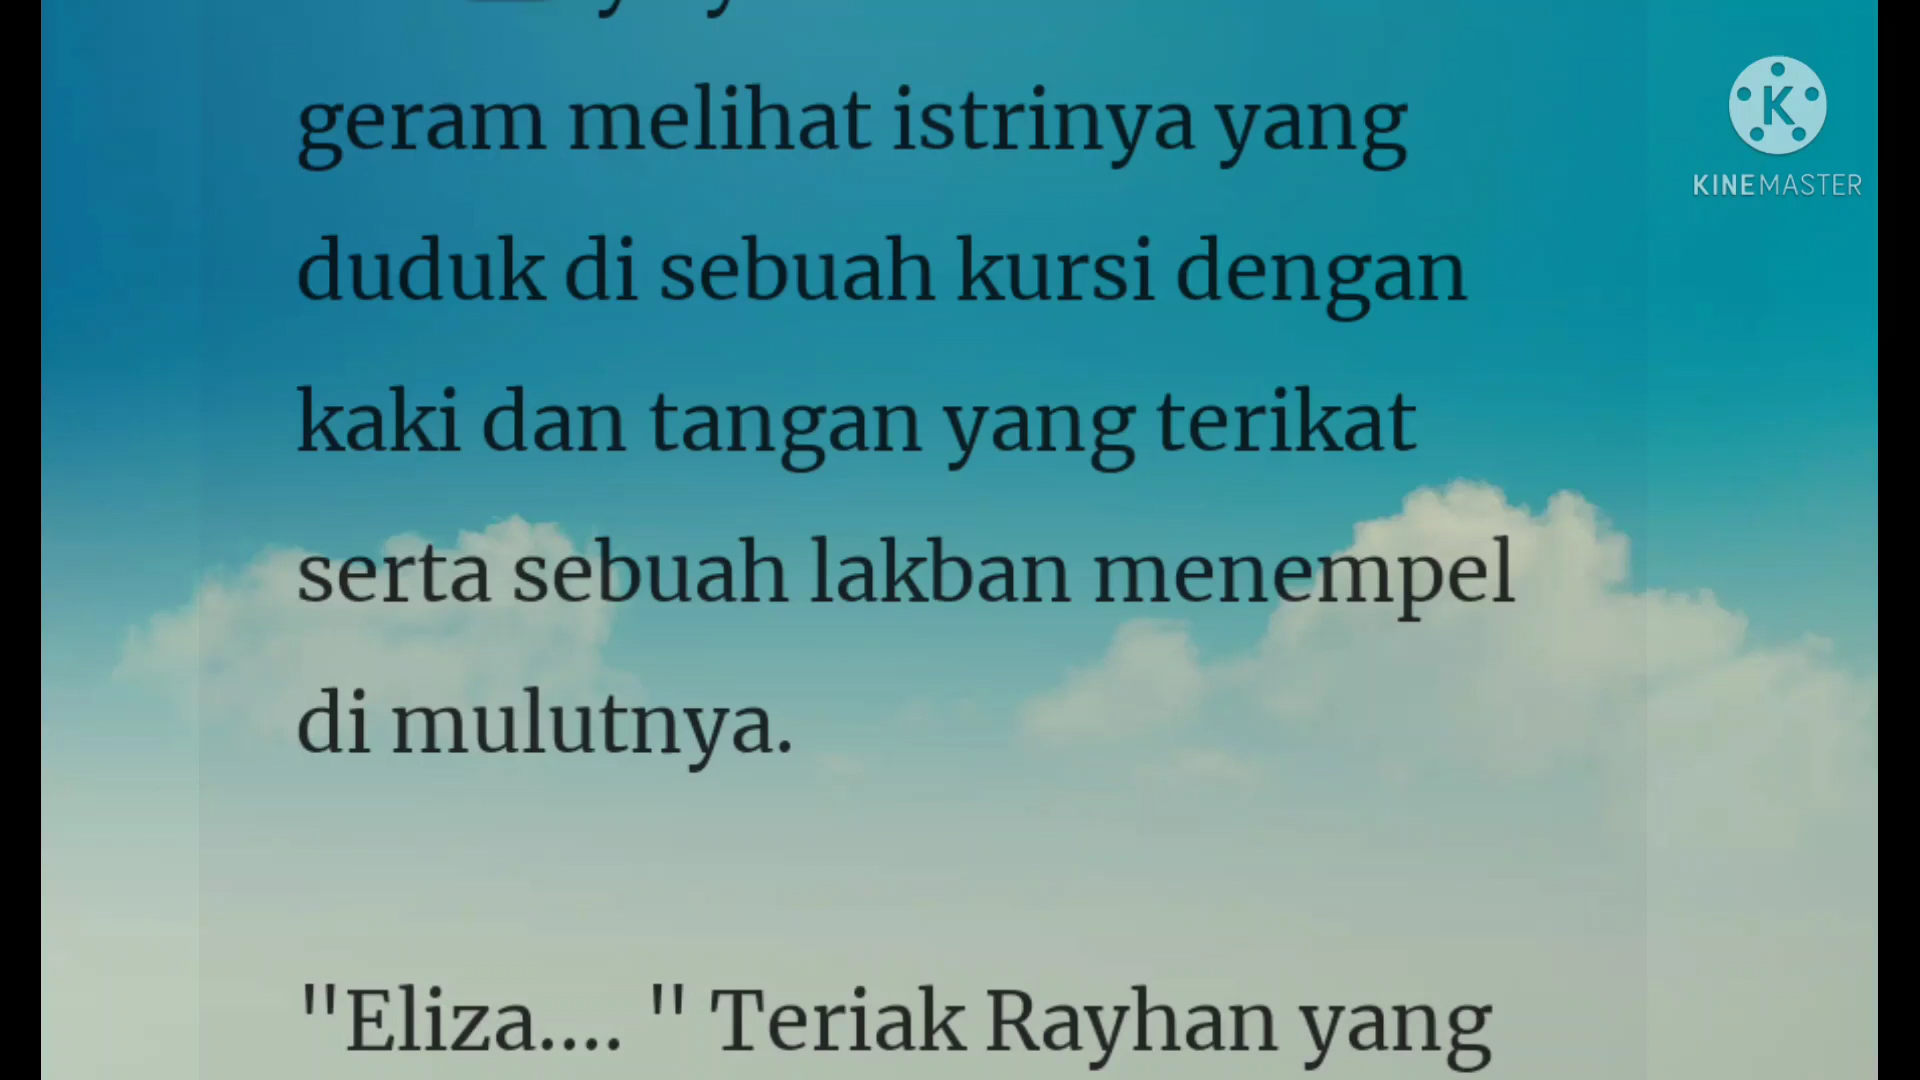 geram melihat istrinya yang
duduk di sebuah kursi dengan
kaki dan tangan yang terikat
serta sebuah lakban menempel
di mulutnya.
"Eliza.... " Teriak Rayhan yang
K
KINEMASTER